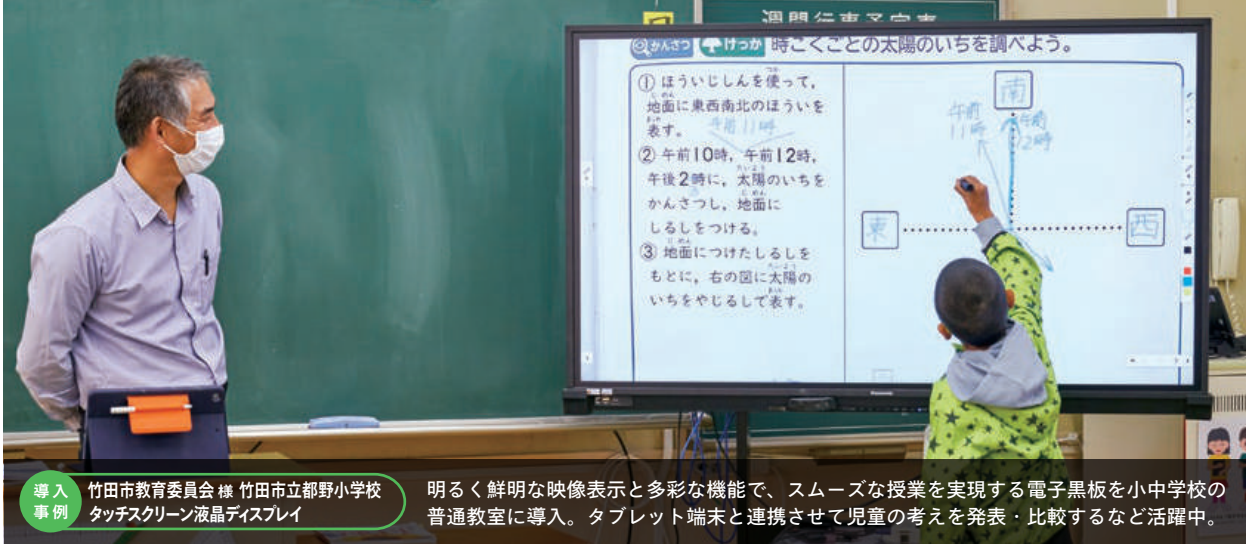 週間行事予定表
かんさつ けっか 時こくごとの太陽のいちを調べよう。
① ほういじしんを使って，
地面に東西南北のほういを
表す。
午前11時
② 午前10時，午前12時，
午後2時に，太陽のいちを
かんさつし，地面に
しるしをつける。
③ 地面につけたしるしを
もとに，右の図に太陽の
いちをやじるしで表す。
南
午前
11時
午前
12時
東
西
Panasonic
導入
事例
竹田市教育委員会 様 竹田市立都野小学校
タッチスクリーン液晶ディスプレイ
明るく鮮明な映像表示と多彩な機能で、スムーズな授業を実現する電子黒板を小中学校の
普通教室に導入。タブレット端末と連携させて児童の考えを発表・比較するなど活躍中。